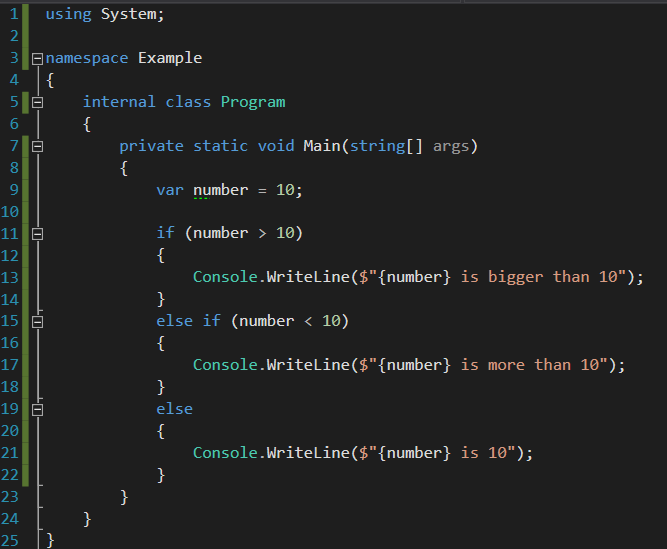 1 using System;
2
3 namespace Example
4 {
5     internal class Program
6     {
7         private static void Main(string[] args)
8         {
9             var number = 10;
10
11             if (number > 10)
12             {
13                 Console.WriteLine($"{number} is bigger than 10");
14             }
15             else if (number < 10)
16             {
17                 Console.WriteLine($"{number} is more than 10");
18             }
19             else
20             {
21                 Console.WriteLine($"{number} is 10");
22             }
23         }
24     }
25 }